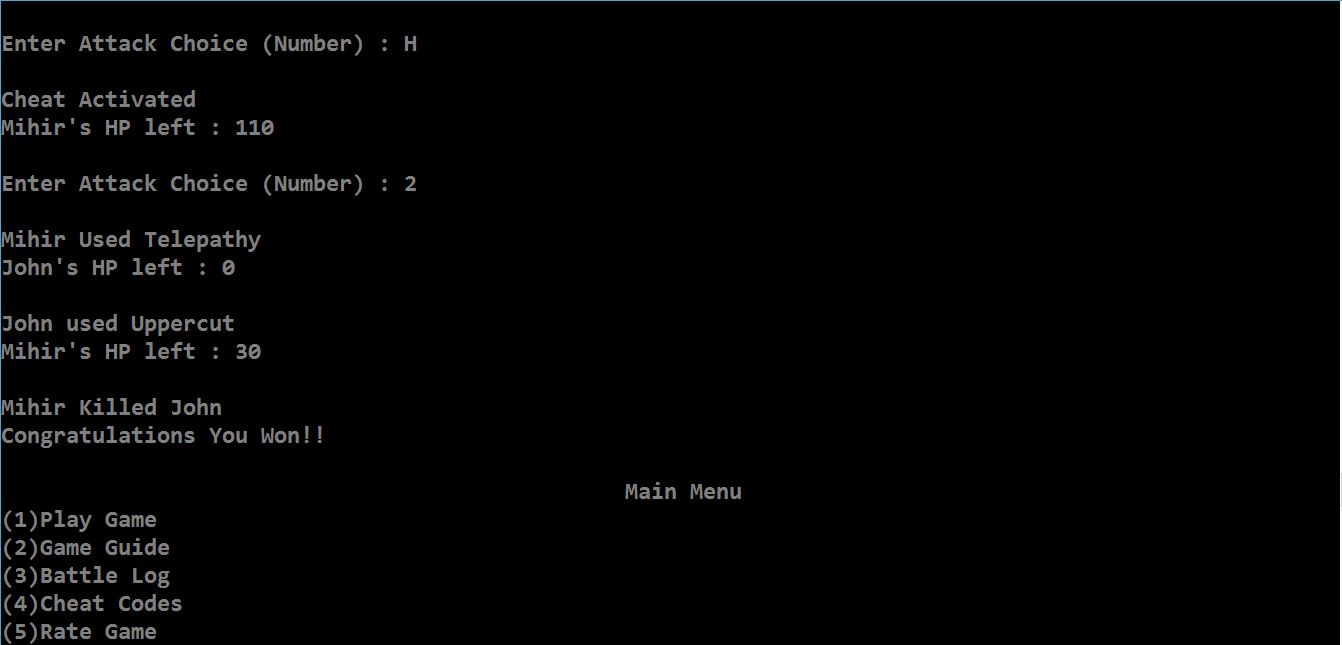 Enter Attack Choice (Number) : H
Cheat Activated
Mihir's HP left : 110
Enter Attack Choice (Number) : 2
Mihir Used Telepathy
John's HP left : 0
John used Uppercut
Mihir's HP left : 30
Mihir Killed John
Congratulations You Won!!
Main Menu
(1)Play Game
(2)Game Guide
(3)Battle Log
(4)Cheat Codes
(5)Rate Game